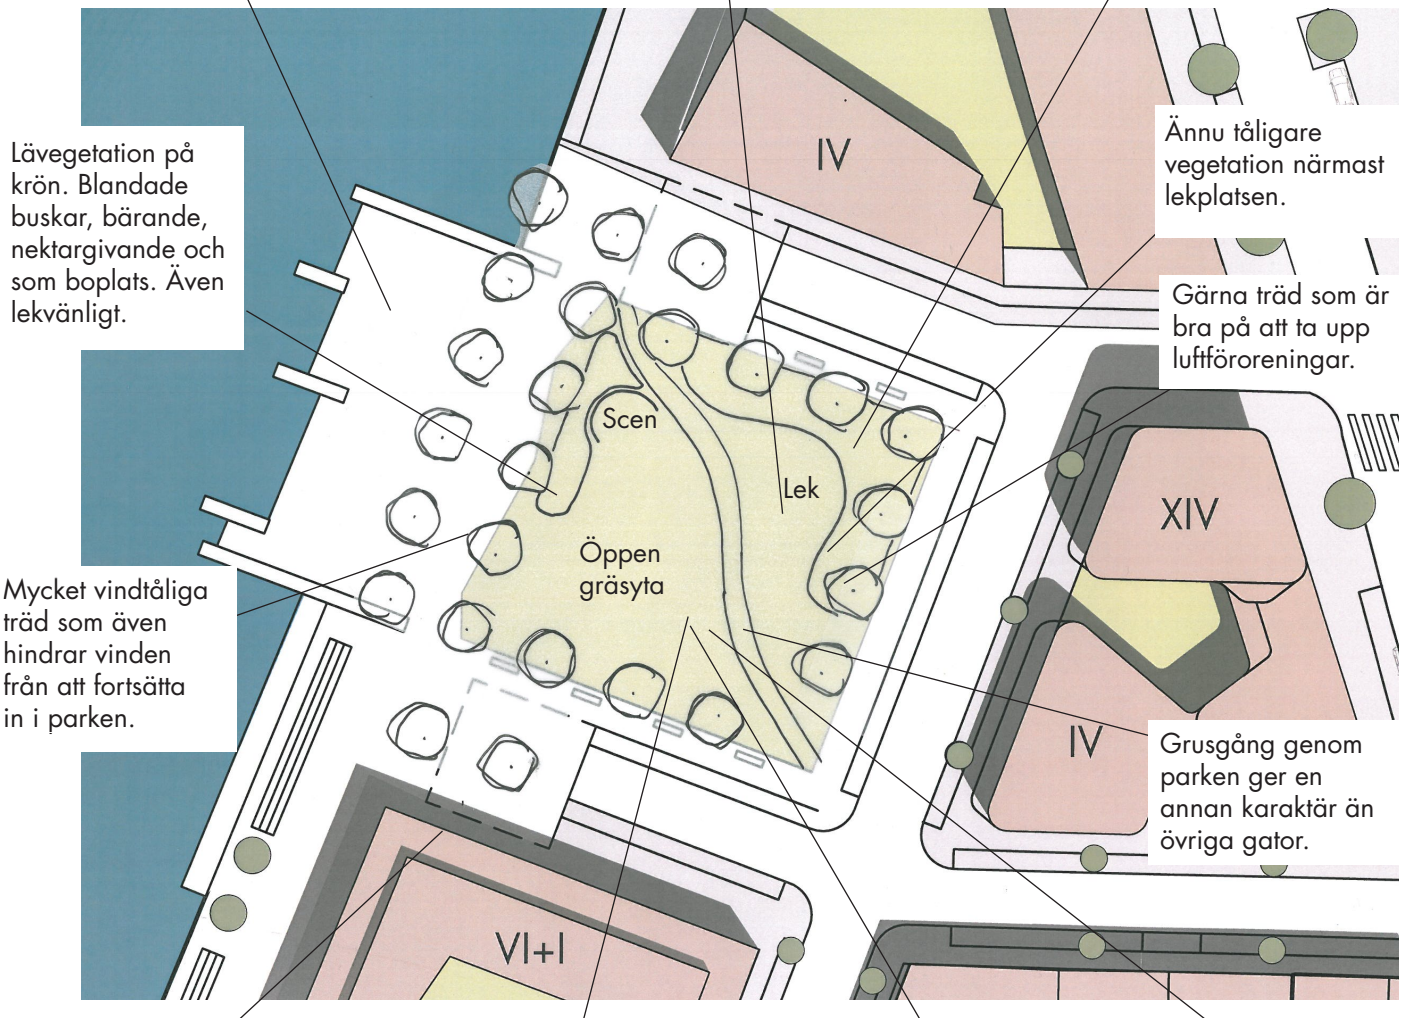 Lävegetation på
krön. Blandade
buskar, bärande,
nektargivande och
som boplats. Även
lekvänligt.
IV
Ännu tåligare
vegetation närmast
lekplatsen.
Gärna träd som är
bra på att ta upp
luftföroreningar.
Scen
Lek
XIV
Öppen
gräsyta
Mycket vindtåliga
träd som även
hindrar vinden
från att fortsätta
in i parken.
IV
Grusgång genom
parken ger en
annan karaktär än
övriga gator.
VI+I